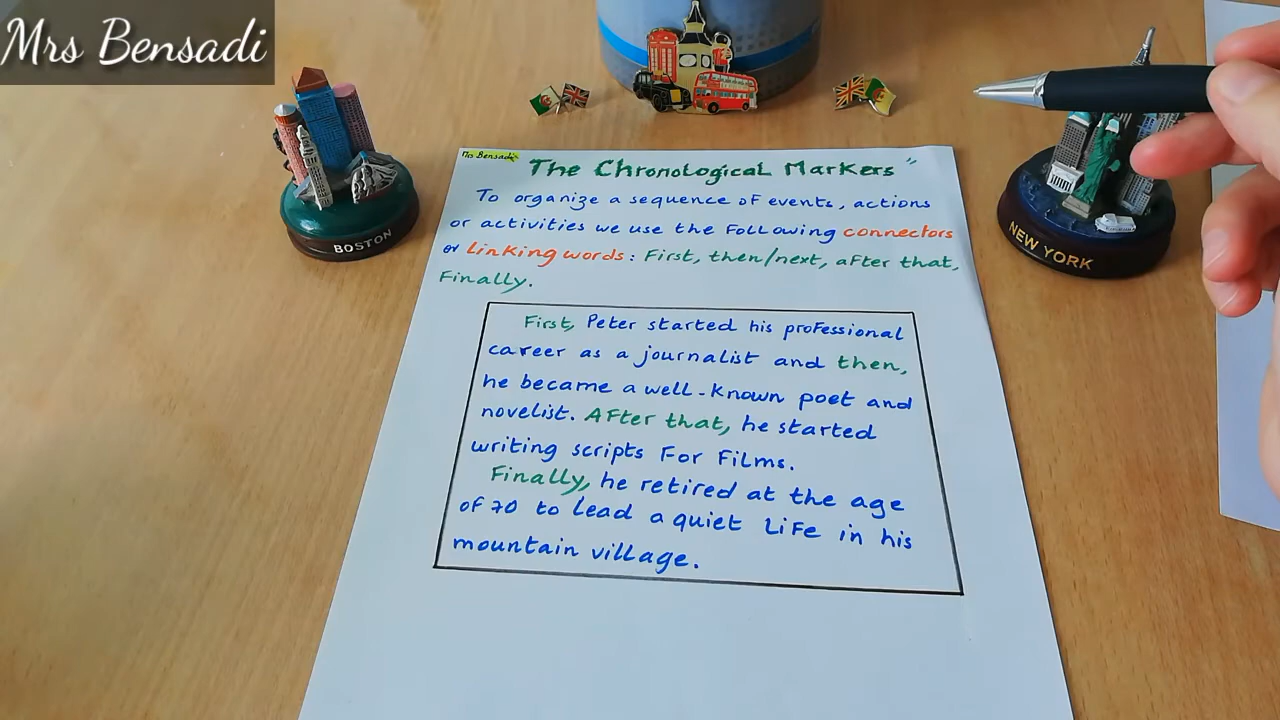 Mrs Bensadi
BOSTON
NEW YORK
Mrs Bensadi
"The Chronological Markers"
To organize a sequence of events, actions
or activities we use the following connectors
or linking words: First, then/next, after that,
Finally.
First, Peter started his professional
career as a journalist and then,
he became a well-known poet and
novelist. After that, he started
writing scripts for films.
Finally, he retired at the age
of 70 to lead a quiet life in his
mountain village.